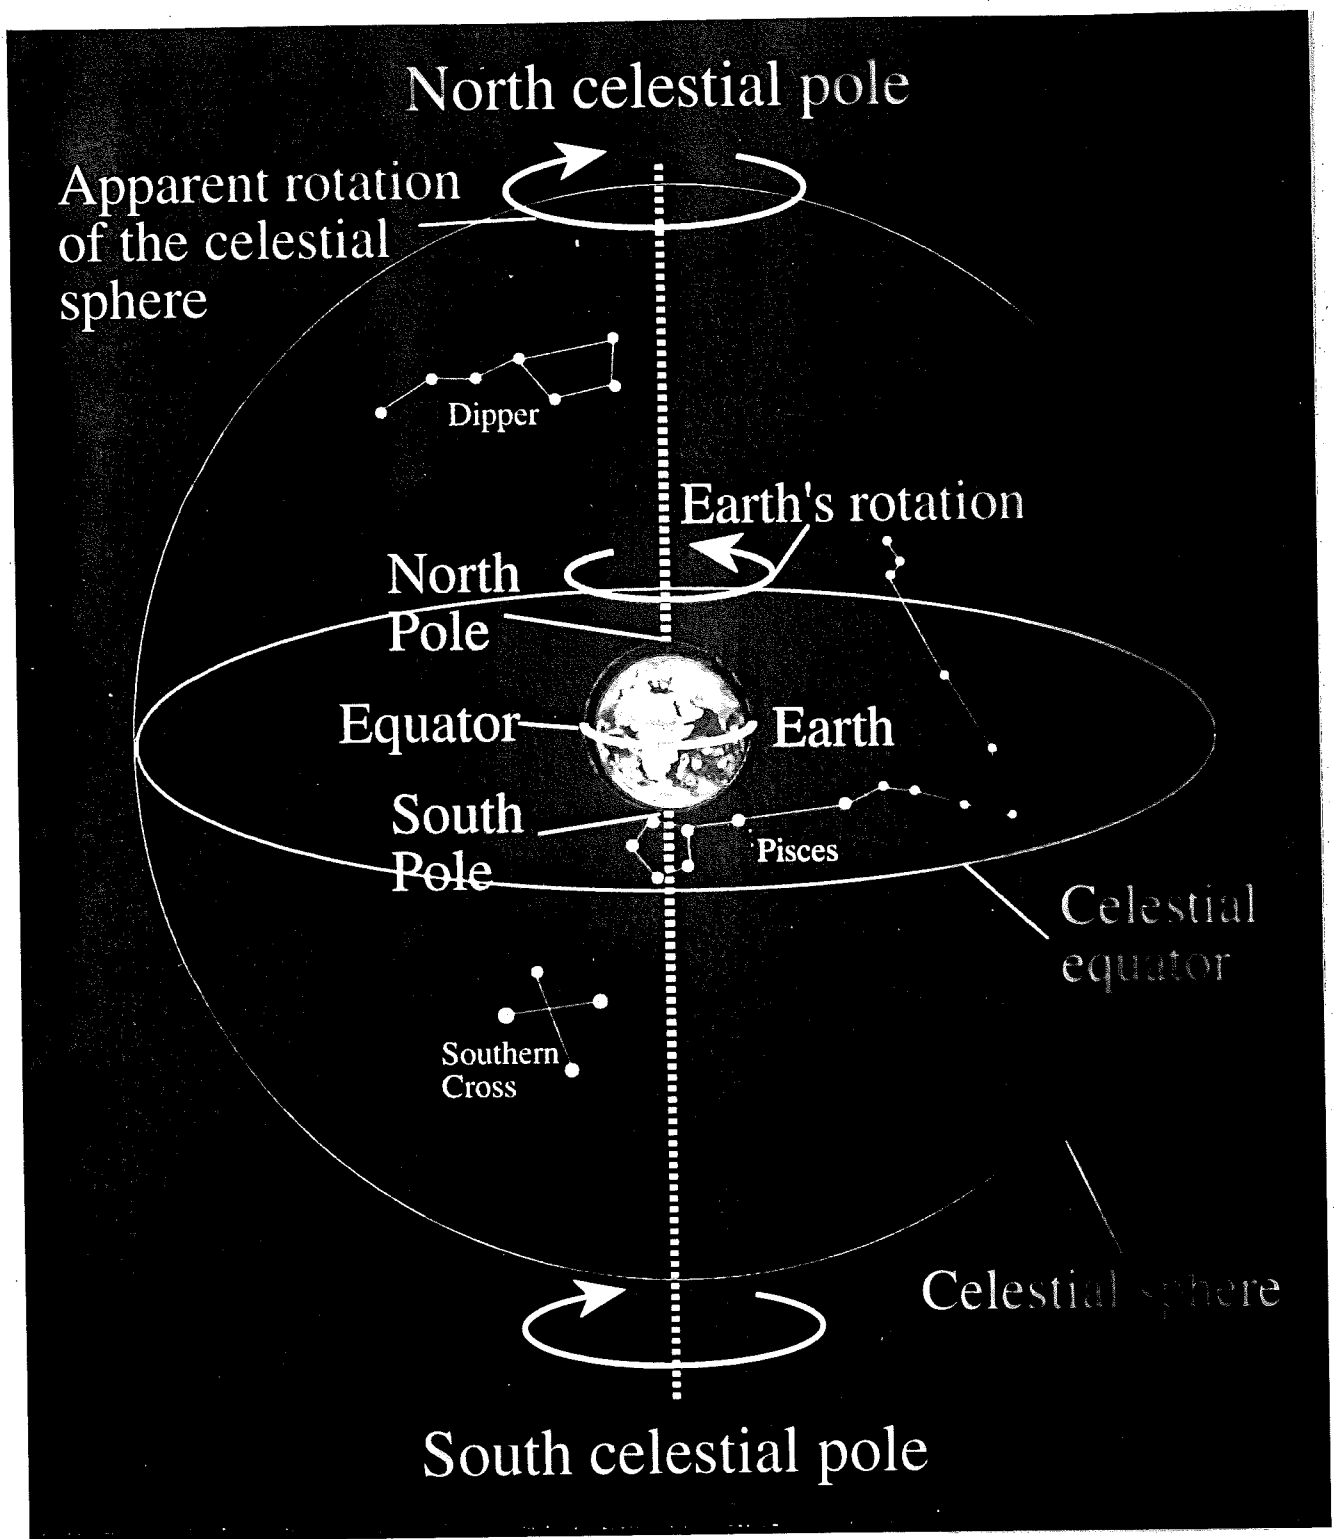 North celestial pole
Apparent rotation
of the celestial
sphere
Dipper
Earth's rotation
North
Pole
Equator
Earth
South
Pole
Pisces
Celestial
equator
Southern
Cross
Celestial sphere
South celestial pole